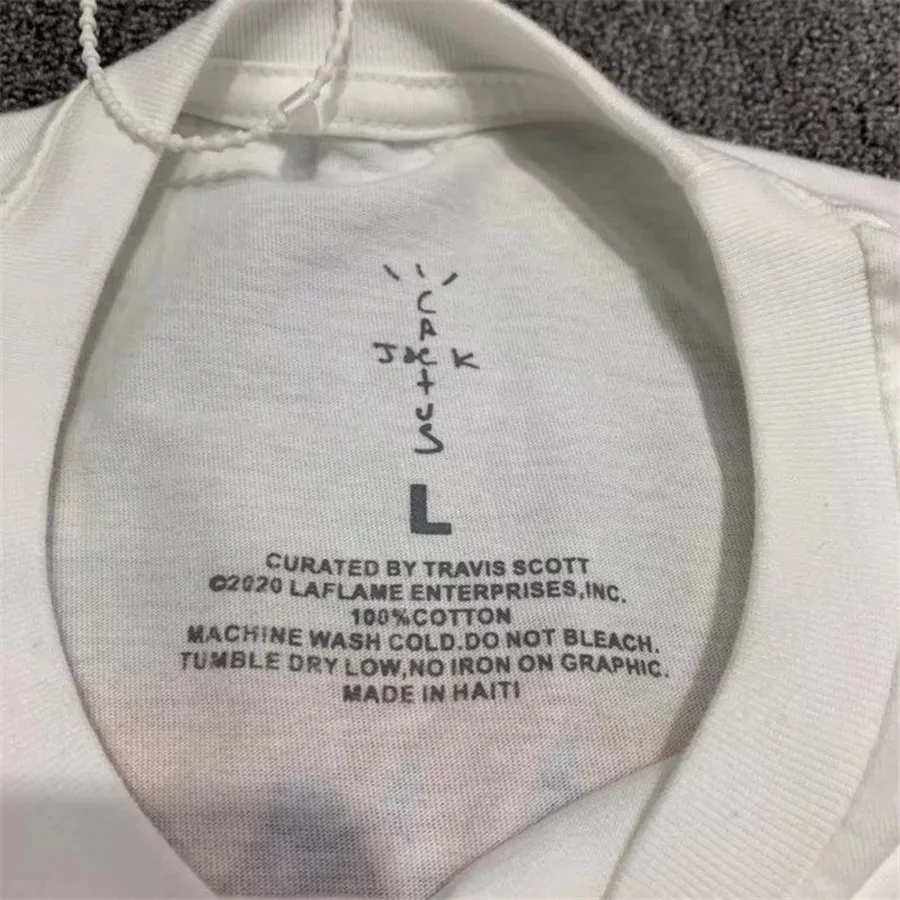 CACTUS
JACK
L
CURATED BY TRAVIS SCOTT
©2020 LAFLAME ENTERPRISES,INC.
100%COTTON
MACHINE WASH COLD.DO NOT BLEACH.
TUMBLE DRY LOW,NO IRON ON GRAPHIC.
MADE IN HAITI